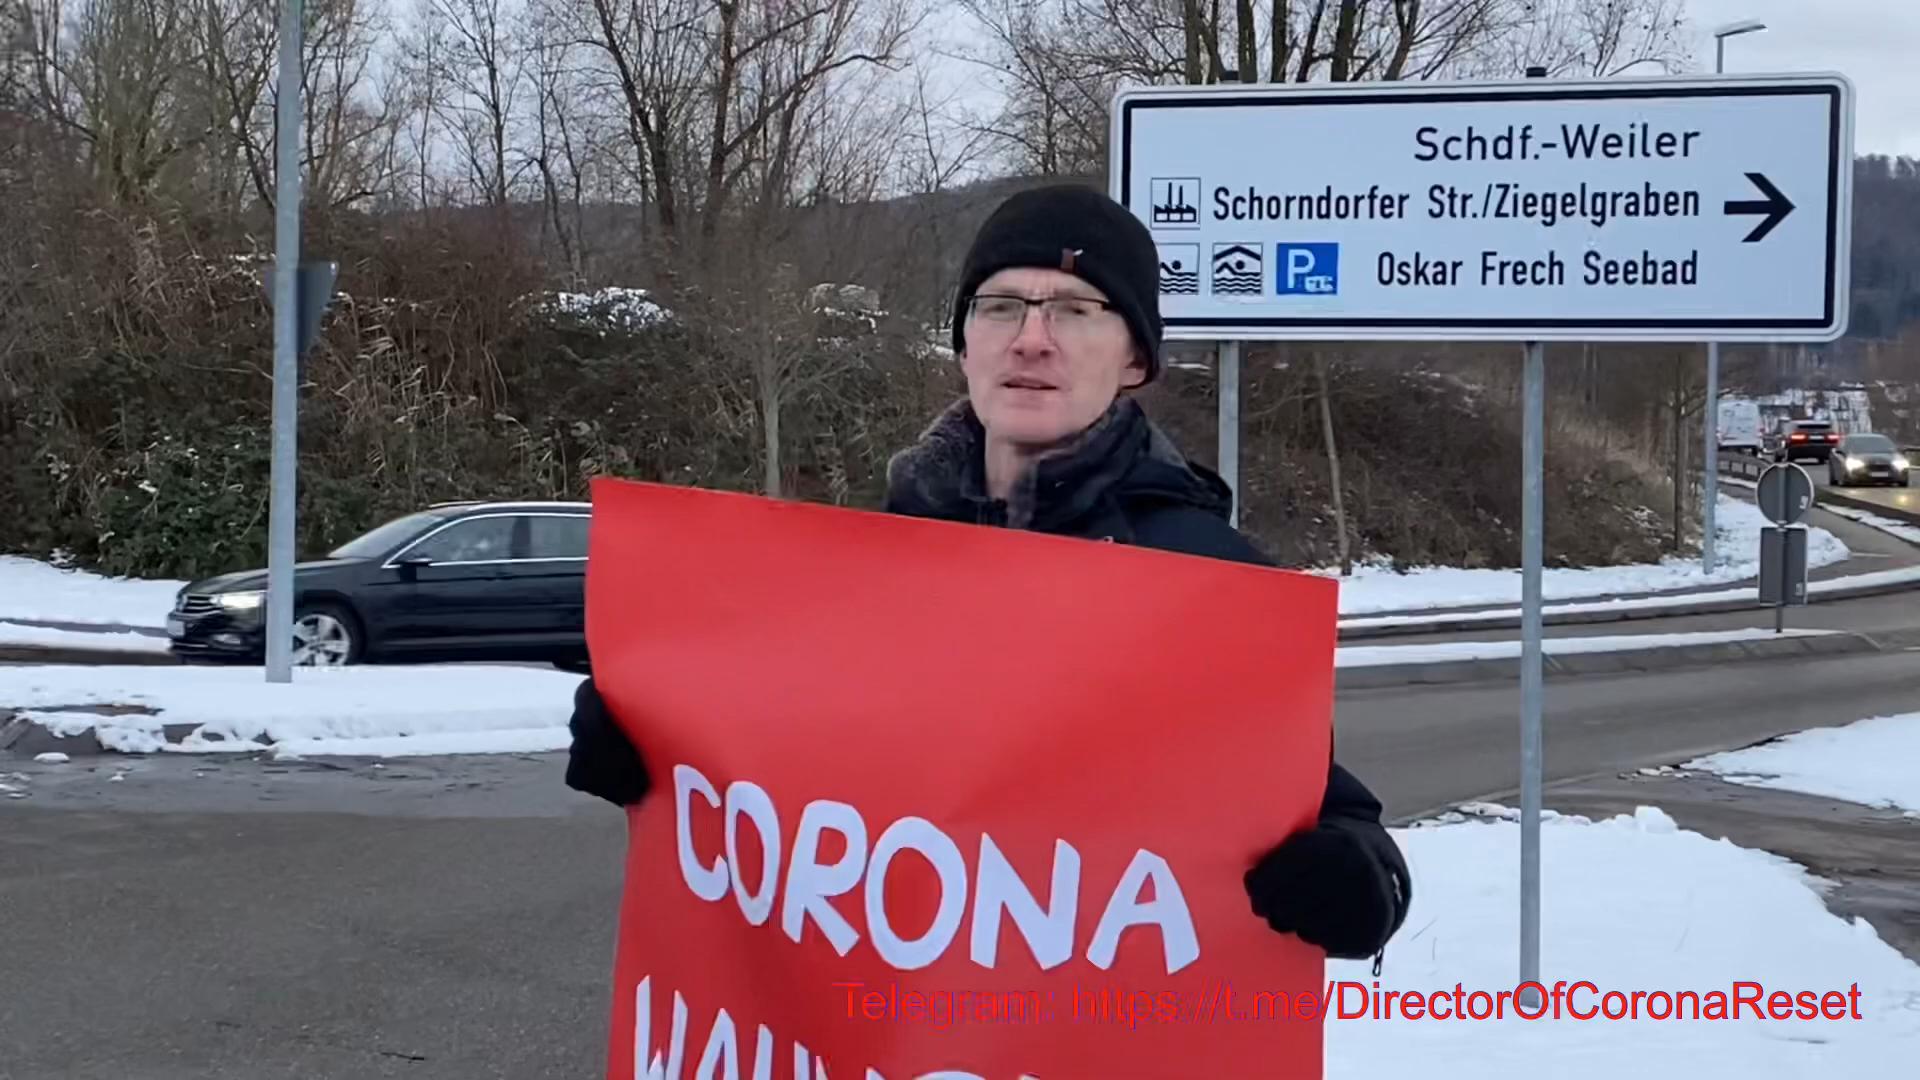 Schdf.-Weiler
Schorndorfer Str./Ziegelgraben
P
Oskar Frech Seebad
CORONA
Telegram: https://t.me/DirectorOfCoronaReset